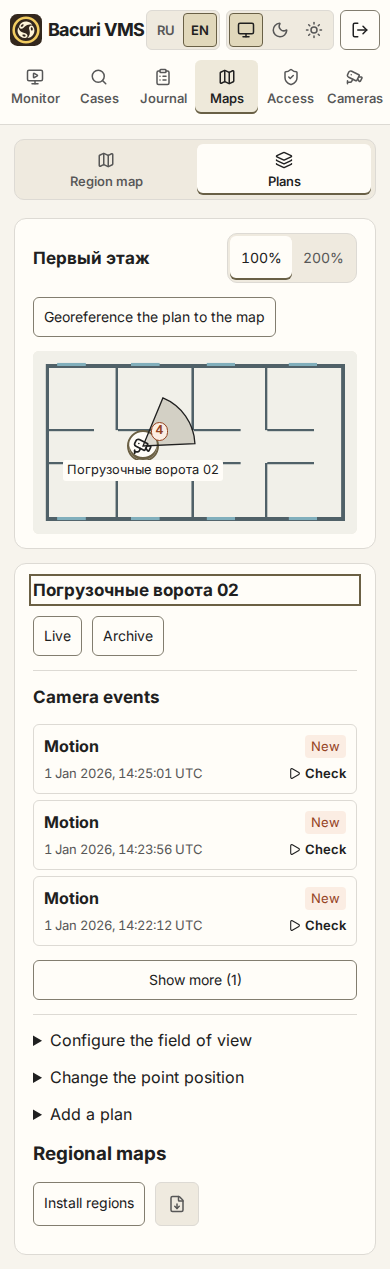 Bacuri VMS RU EN
Monitor Cases Journal Maps Access Cameras
Region map Plans
Первый этаж 100% 200%
Georeference the plan to the map
4
Погрузочные ворота 02
Погрузочные ворота 02
Live Archive
Camera events
Motion New
1 Jan 2026, 14:25:01 UTC Check
Motion New
1 Jan 2026, 14:23:56 UTC Check
Motion New
1 Jan 2026, 14:22:12 UTC Check
Show more (1)
Configure the field of view
Change the point position
Add a plan
Regional maps
Install regions